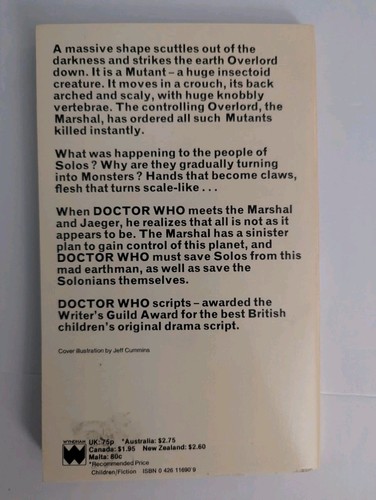 A massive shape scuttles out of the
darkness and strikes the earth Overlord
down. It is a Mutant – a huge insectoid
creature. It moves in a crouch, its back
arched and scaly, with huge knobbly
vertebrae. The controlling Overlord, the
Marshal, has ordered all such Mutants
killed instantly.
What was happening to the people of
Solos? Why are they gradually turning
into Monsters? Hands that become claws,
flesh that turns scale-like . . .
When DOCTOR WHO meets the Marshal
and Jaeger, he realizes that all is not as it
appears to be. The Marshal has a sinister
plan to gain control of this planet, and
DOCTOR WHO must save Solos from this
mad earthman, as well as save the
Solonians themselves.
DOCTOR WHO scripts – awarded the
Writer's Guild Award for the best British
children's original drama script.
Cover illustration by Jeff Cummins
WYNDHAM
UK: 75p *Australia: $2.75
Canada: $1.95 New Zealand: $2.60
Malta: 80c
*Recommended Price
Children/Fiction ISBN 0 426 11690 9